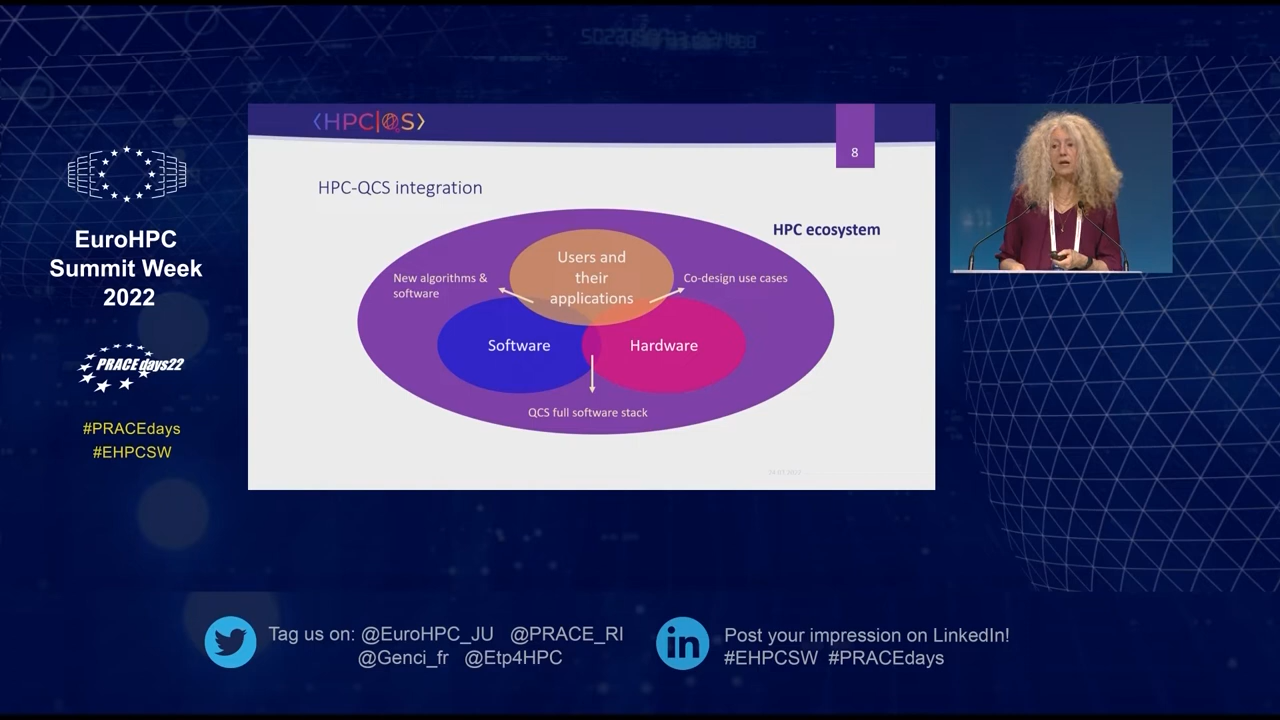 EuroHPC
Summit Week
2022
PRACEdays22
#PRACEdays
#EHPCSW
<HPC|QS>
8
HPC-QCS integration
HPC ecosystem
Users and
their
applications
New algorithms &
software
Co-design use cases
Software
Hardware
QCS full software stack
Tag us on: @EuroHPC_JU @PRACE_RI
@Genci_fr @Etp4HPC
in
Post your impression on LinkedIn!
#EHPCSW #PRACEdays